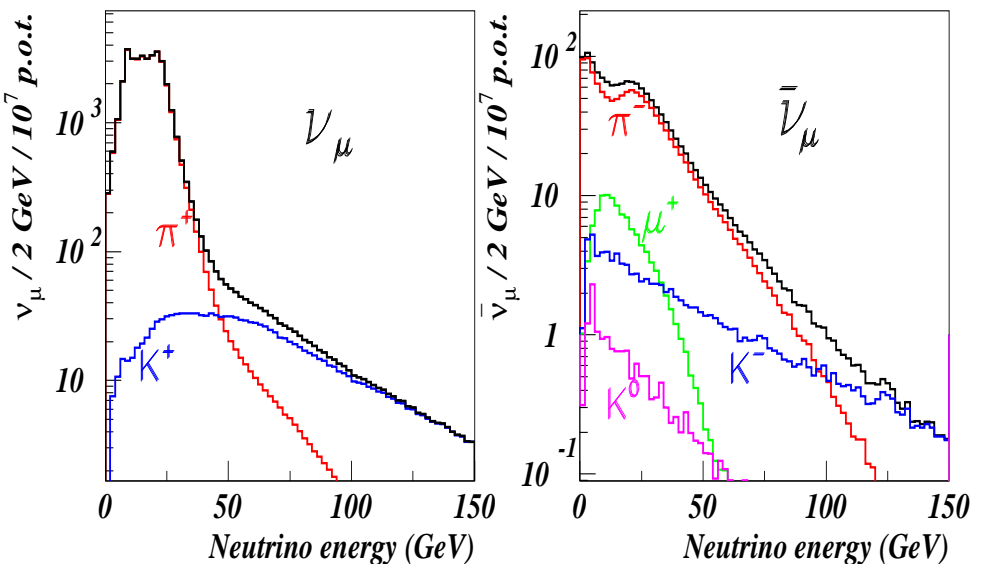 ν_μ / 2 GeV / 10^7 p.o.t.
10^3
10^2
10
ν_μ
π^+
K^+
0 50 100 150
Neutrino energy (GeV)
ν̄_μ / 2 GeV / 10^7 p.o.t.
10^2
10
1
10^-1
ν̄_μ
π^-
μ^+
K^-
K^0
0 50 100 150
Neutrino energy (GeV)